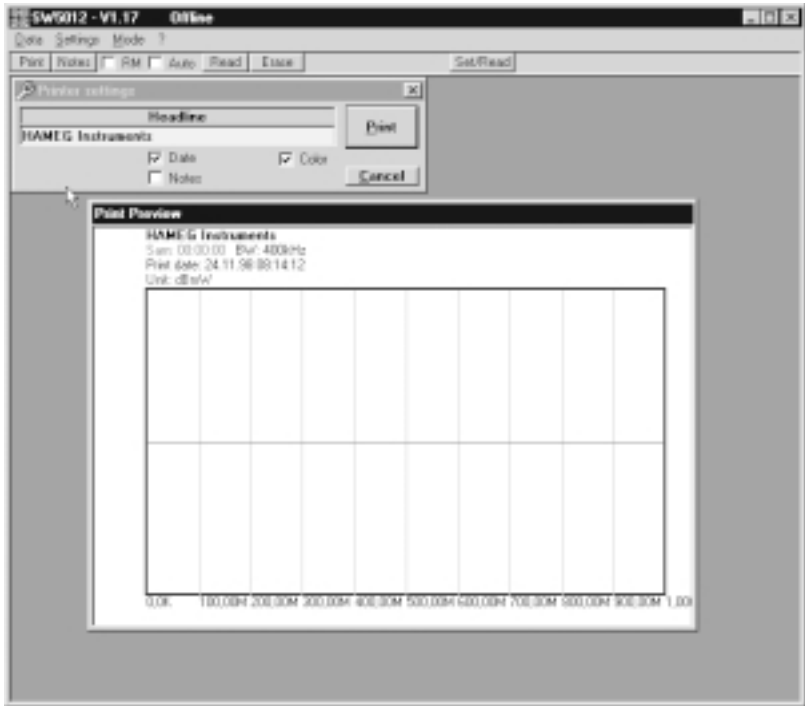 SW5012 - V1.17 Offline
Data Settings Mode ?
Print Notes RM Auto Read Erase Set/Read
Printer settings
Headline
HAMEG Instruments
Print
Date Color
Notes Cancel
Print Preview
HAMEG Instruments
00:00:00 BW: 400kHz
Print date: 24.11.98 08:14:12
Unit: dBmW
0,0K 100,00M 200,00M 300,00M 400,00M 500,00M 600,00M 700,00M 800,00M 900,00M 1,00